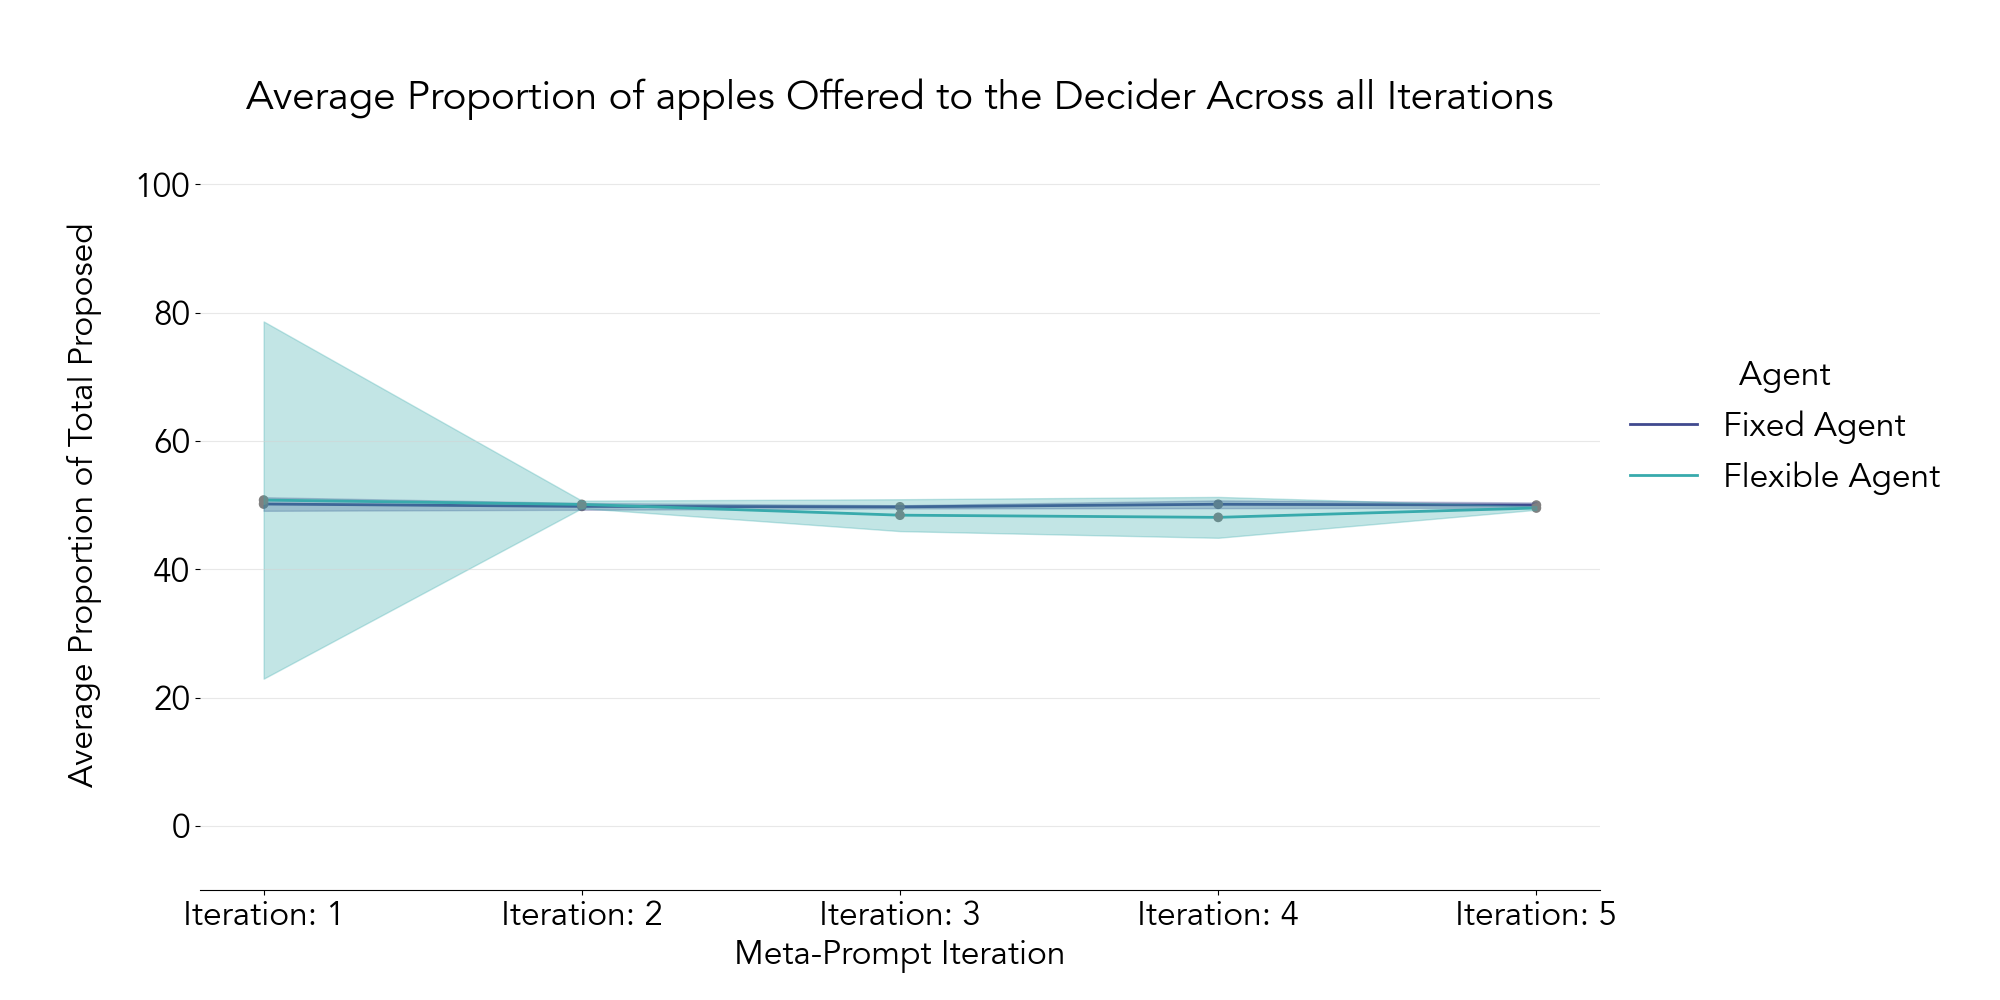 Average Proportion of apples Offered to the Decider Across all Iterations
Average Proportion of Total Proposed
100
80
60
40
20
0
Agent
Fixed Agent
Flexible Agent
Iteration: 1
Iteration: 2
Iteration: 3
Iteration: 4
Iteration: 5
Meta-Prompt Iteration